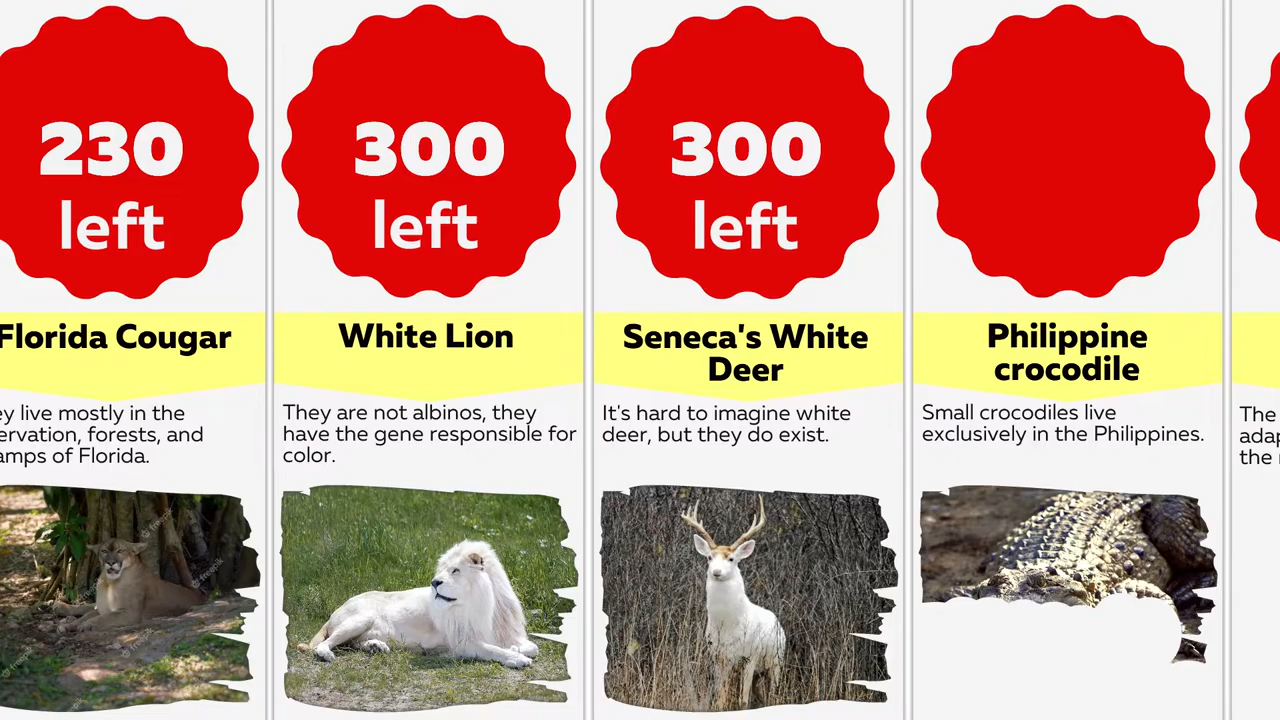 230
left
Florida Cougar
ey live mostly in the
ervation, forests, and
amps of Florida.
300
left
White Lion
They are not albinos, they
have the gene responsible for
color.
300
left
Seneca's White
Deer
It's hard to imagine white
deer, but they do exist.
Philippine
crocodile
Small crocodiles live
exclusively in the Philippines.
The
adap
the